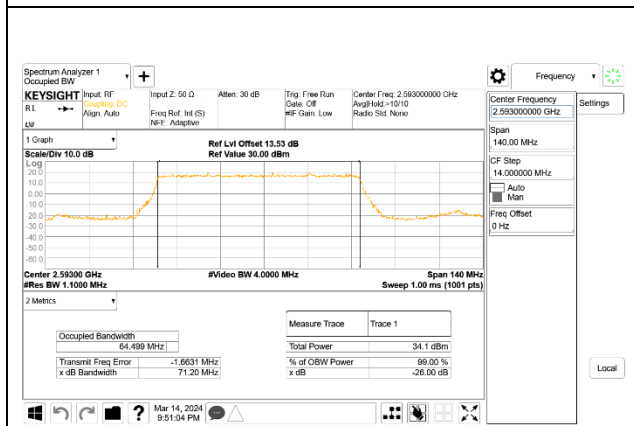 Spectrum Analyzer 1
Occupied BW
+
Frequency
KEYSIGHT
RL
Input: RF
Coupling: DC
Align: Auto
Input Z: 50 Ω
Freq Ref: Int (S)
NFE: Adaptive
Atten: 30 dB
Trig: Free Run
Gate: Off
#IF Gain: Low
Center Freq: 2.593000000 GHz
Avg|Hold:>10/10
Radio Std: None
Center Frequency
2.593000000 GHz
Settings
Span
140.00 MHz
CF Step
14.000000 MHz
Auto
Man
Freq Offset
0 Hz
1 Graph
Scale/Div 10.0 dB
Ref Lvl Offset 13.53 dB
Ref Value 30.00 dBm
Log
20.0
10.0
0.00
-10.0
-20.0
-30.0
-40.0
-50.0
-60.0
Center 2.59300 GHz
#Video BW 4.0000 MHz
Span 140 MHz
#Res BW 1.1000 MHz
Sweep 1.00 ms (1001 pts)
2 Metrics
Measure Trace
Trace 1
Occupied Bandwidth
64.499 MHz
Total Power
34.1 dBm
Transmit Freq Error
-1.6631 MHz
% of OBW Power
99.00 %
x dB Bandwidth
71.20 MHz
x dB
-26.00 dB
Local
?
Mar 14, 2024
9:51:04 PM